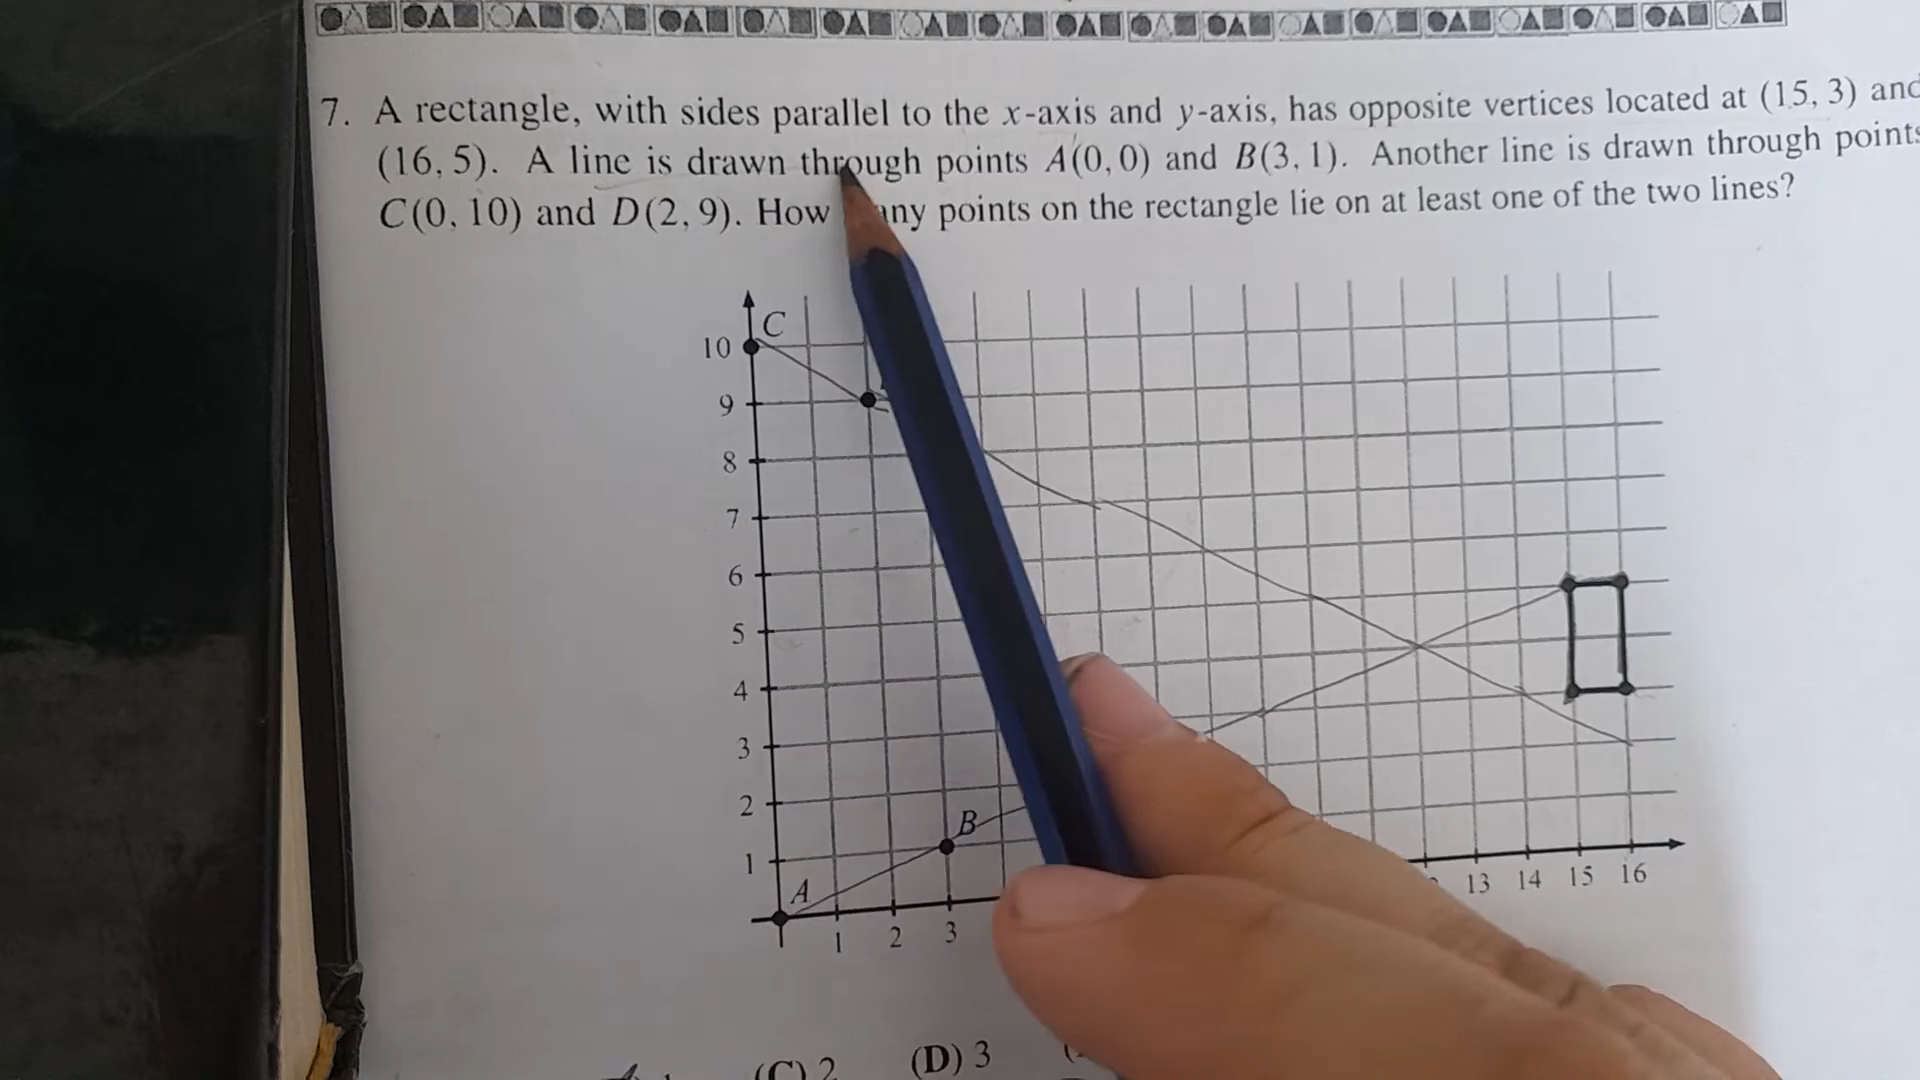 7. A rectangle, with sides parallel to the x-axis and y-axis, has opposite vertices located at (15, 3) and
(16, 5). A line is drawn through points A(0, 0) and B(3, 1). Another line is drawn through points
C(0, 10) and D(2, 9). How many points on the rectangle lie on at least one of the two lines?
C
10
9
8
7
6
5
4
3
2
B
1
A
1 2 3 13 14 15 16
(C) 2 (D) 3